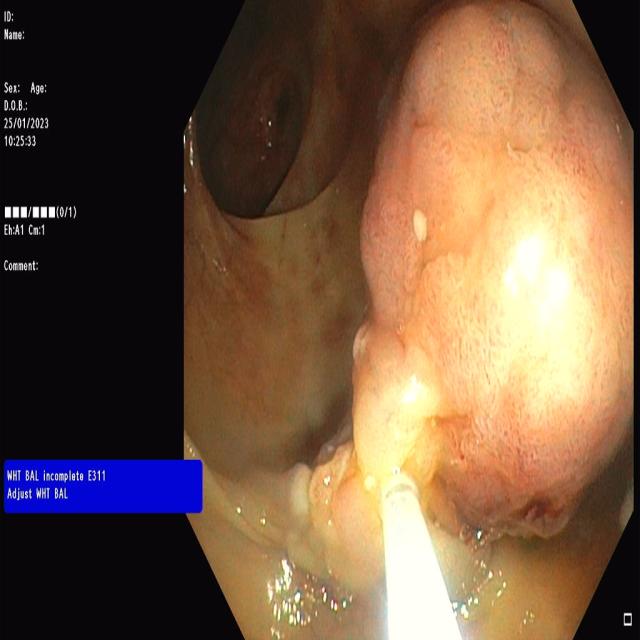 ID:
Name:
Sex: Age:
D.O.B.:
25/01/2023
10:25:33
■■■/■■■(0/1)
Eh:A1 Cm:1
Comment:
WHT BAL incomplete E311
Adjust WHT BAL